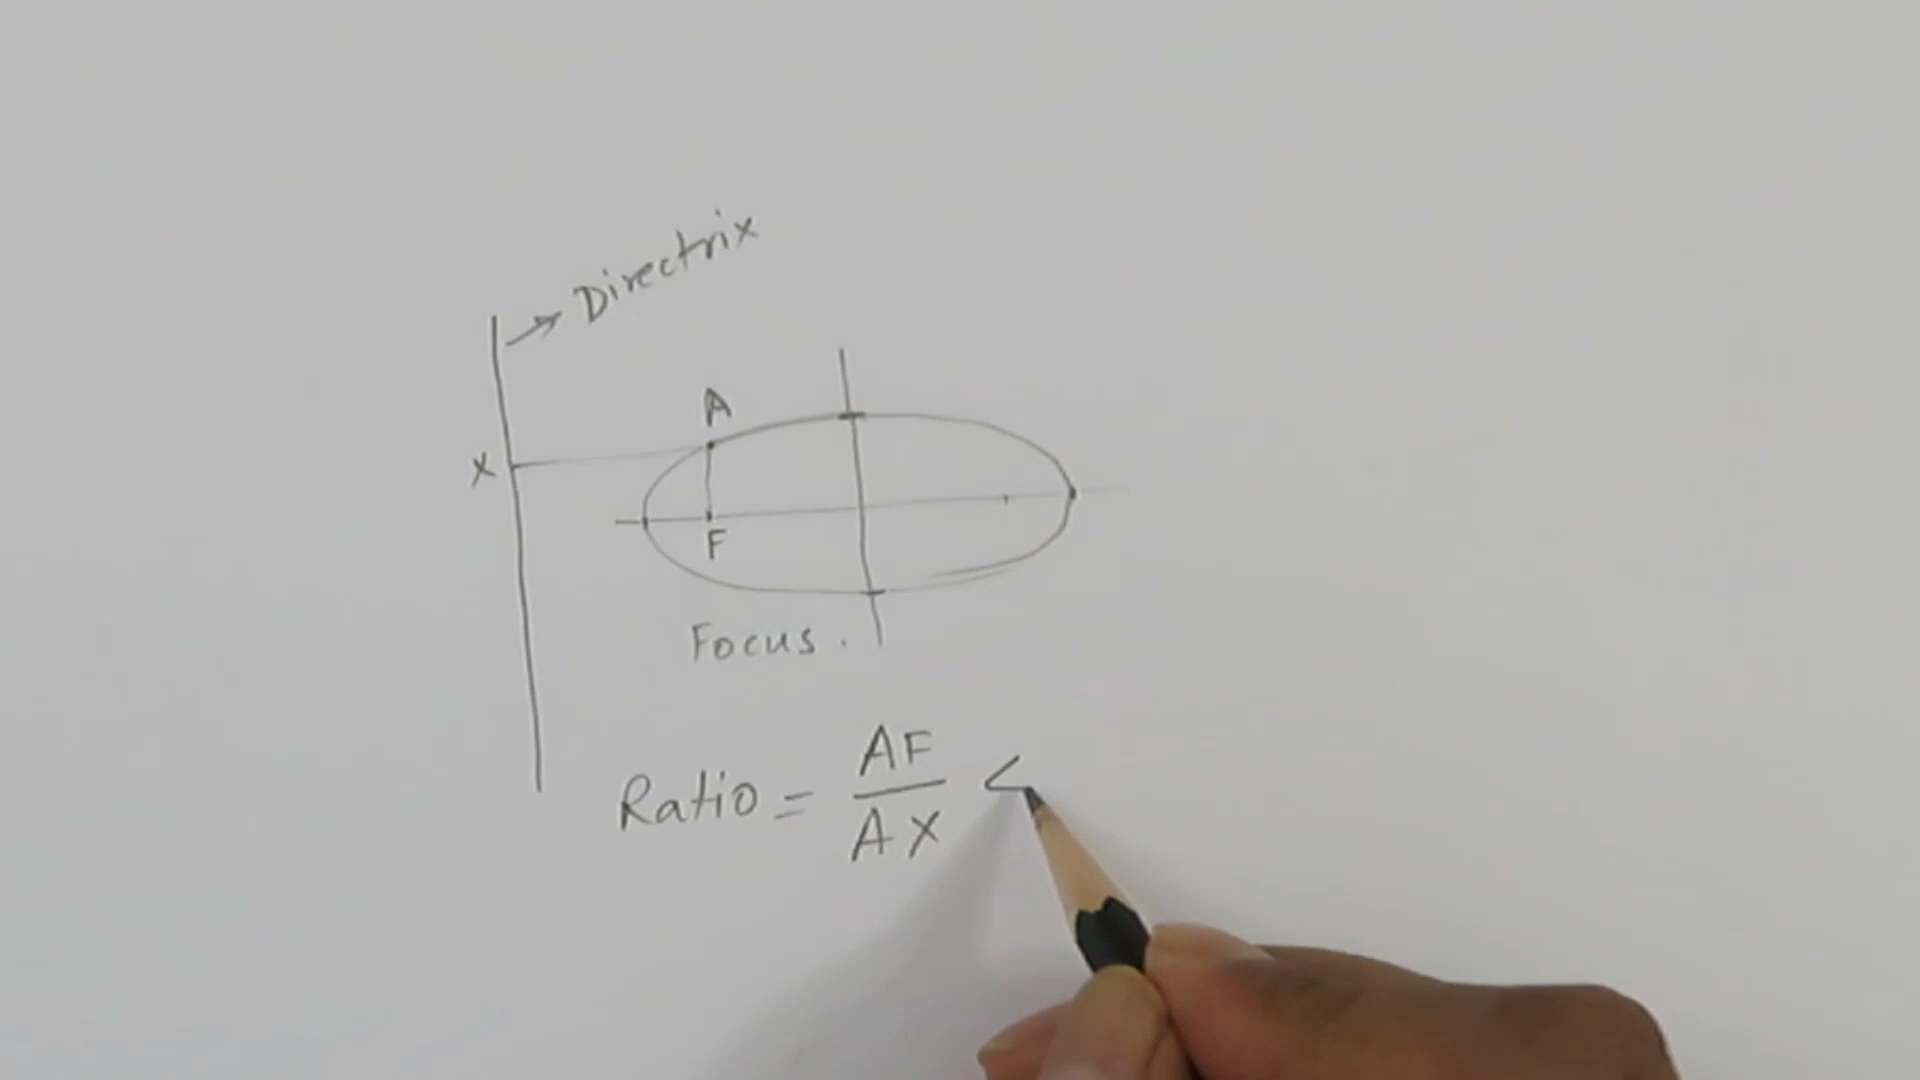 Directrix
A
X
F
Focus.
Ratio = AF / AX <